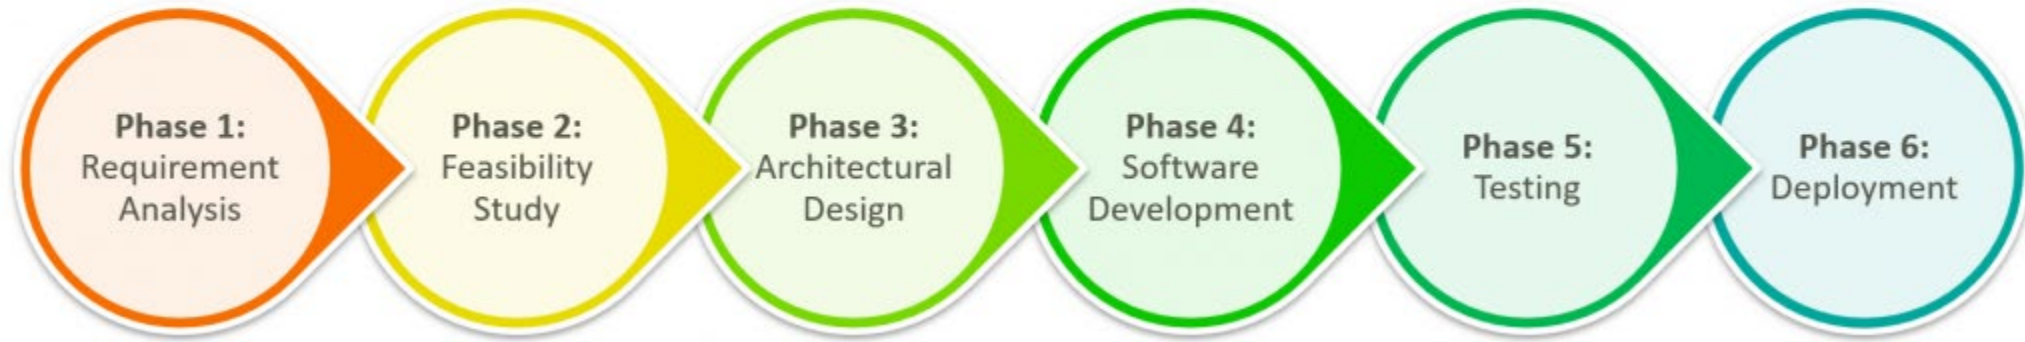 Phase 1:
Requirement
Analysis
Phase 2:
Feasibility
Study
Phase 3:
Architectural
Design
Phase 4:
Software
Development
Phase 5:
Testing
Phase 6:
Deployment